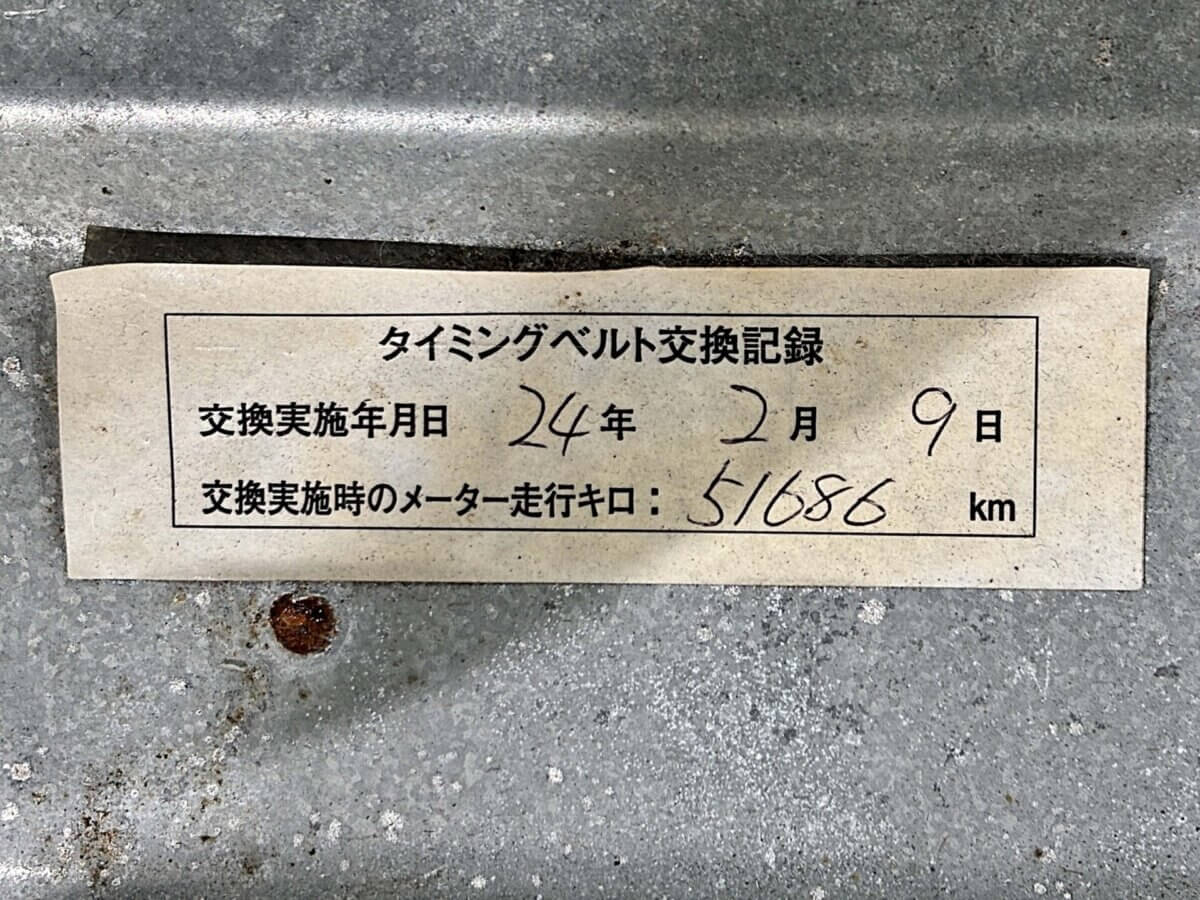 タイミングベルト交換記録
交換実施年月日 24年 2月 9日
交換実施時のメーター走行キロ： 51686 km